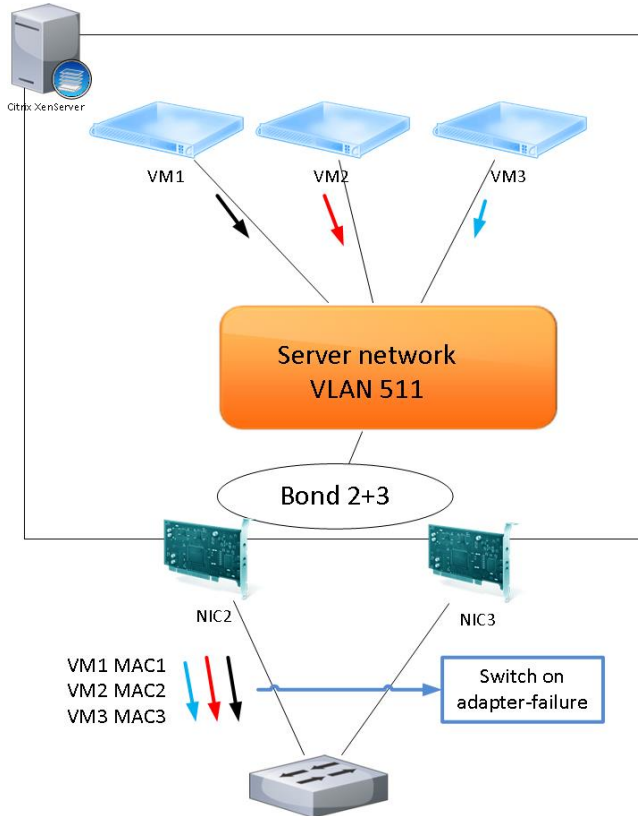 Citrix XenServer
VM1
VM2
VM3
Server network
VLAN 511
Bond 2+3
NIC2
NIC3
VM1 MAC1
VM2 MAC2
VM3 MAC3
Switch on
adapter-failure